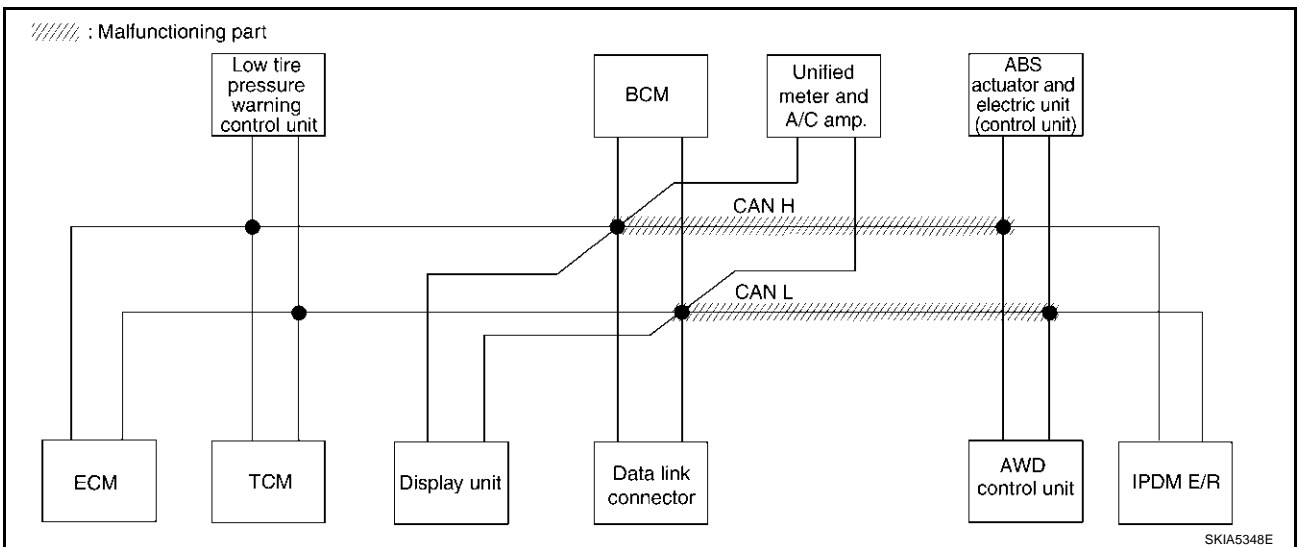 : Malfunctioning part
Low tire
pressure
warning
control unit
BCM
Unified
meter and
A/C amp.
ABS
actuator and
electric unit
(control unit)
CAN H
CAN L
ECM
TCM
Display unit
Data link
connector
AWD
control unit
IPDM E/R
SKIA5348E